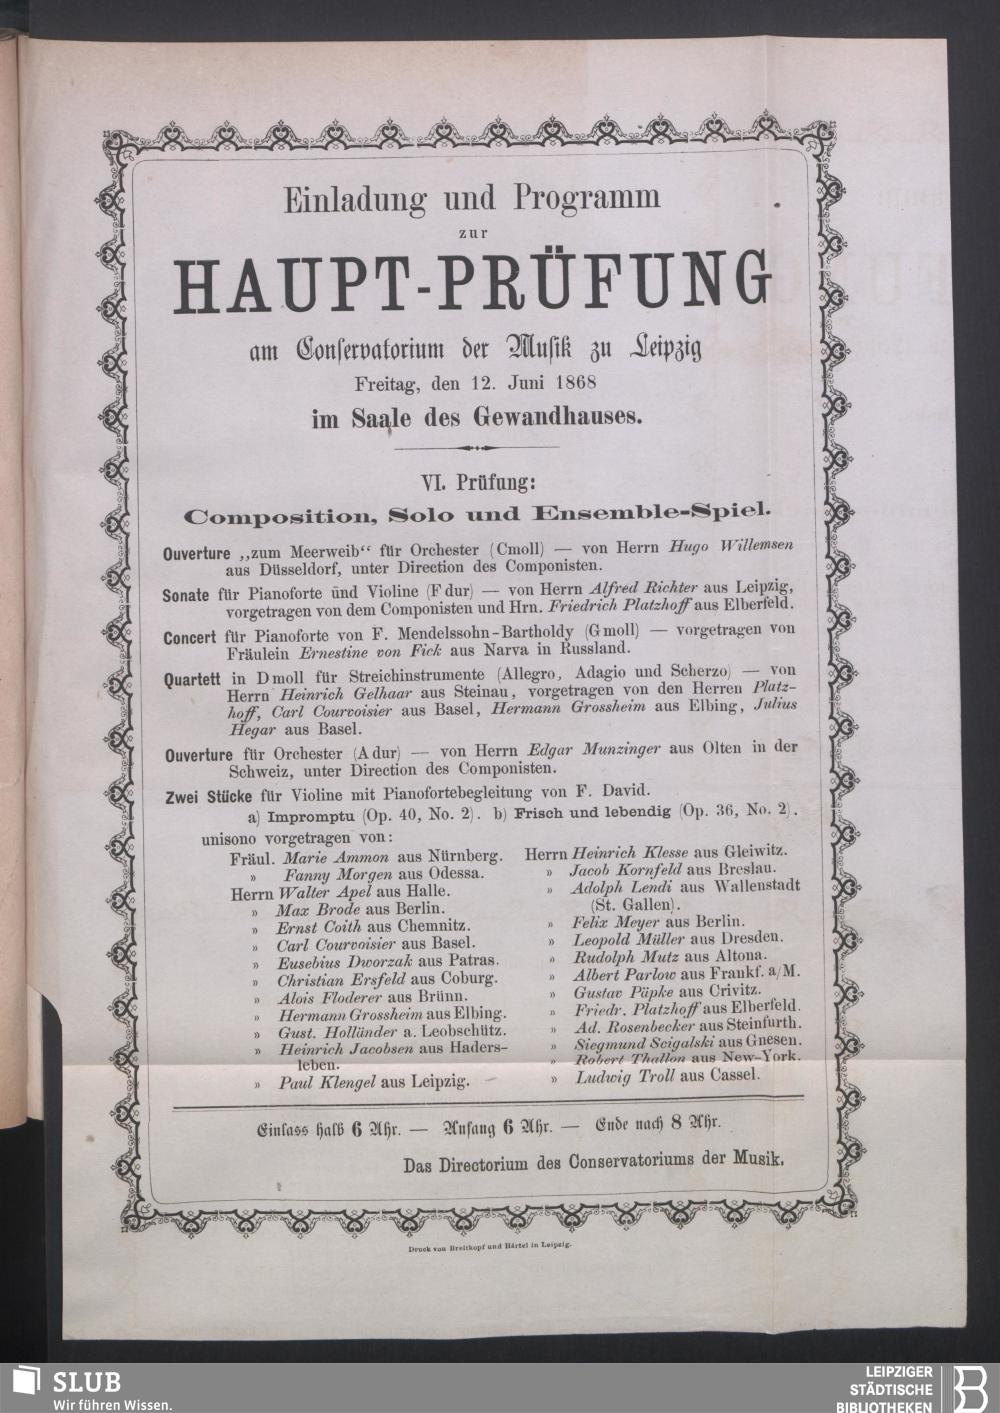 Einladung und Programm
zur
HAUPT-PRÜFUNG
am Conservatorium der Musik zu Leipzig
Freitag, den 12. Juni 1868
im Saale des Gewandhauses.
VI. Prüfung:
Composition, Solo und Ensemble-Spiel.
Ouverture „zum Meerweib“ für Orchester (C moll) — von Herrn Hugo Willemsen
aus Düsseldorf, unter Direction des Componisten.
Sonate für Pianoforte und Violine (F dur) — von Herrn Alfred Richter aus Leipzig,
vorgetragen von dem Componisten und Hrn. Friedrich Platzhoff aus Elberfeld.
Concert für Pianoforte von F. Mendelssohn-Bartholdy (G moll) — vorgetragen von
Fräulein Ernestine von Fick aus Narva in Russland.
Quartett in D moll für Streichinstrumente (Allegro, Adagio und Scherzo) — von
Herrn Heinrich Gelhaar aus Steinau, vorgetragen von den Herren Platz-
hoff, Carl Courvoisier aus Basel, Hermann Grossheim aus Elbing, Julius
Hegar aus Basel.
Ouverture für Orchester (A dur) — von Herrn Edgar Munzinger aus Olten in der
Schweiz, unter Direction des Componisten.
Zwei Stücke für Violine mit Pianofortebegleitung von F. David.
a) Impromptu (Op. 40, No. 2). b) Frisch und lebendig (Op. 36, No. 2).
unisono vorgetragen von:
Fräul. Marie Ammon aus Nürnberg.
» Fanny Morgen aus Odessa.
Herrn Walter Apel aus Halle.
» Max Brode aus Berlin.
» Ernst Coith aus Chemnitz.
» Carl Courvoisier aus Basel.
» Eusebius Dworzak aus Patras.
» Christian Ersfeld aus Coburg.
» Alois Floderer aus Brünn.
» Hermann Grossheim aus Elbing.
» Gust. Holländer a. Leobschütz.
» Heinrich Jacobsen aus Haders-
leben.
» Paul Klengel aus Leipzig.
Herrn Heinrich Klesse aus Gleiwitz.
» Jacob Kornfeld aus Breslau.
» Adolph Lendi aus Wallenstadt
(St. Gallen).
» Felix Meyer aus Berlin.
» Leopold Müller aus Dresden.
» Rudolph Mutz aus Altona.
» Albert Parlow aus Frankf. a/M.
» Gustav Päpke aus Crivitz.
» Friedr. Platzhoff aus Elberfeld.
» Ad. Rosenbecker aus Steinfurth.
» Siegmund Scigalski aus Gnesen.
» Robert Thallon aus New-York.
» Ludwig Troll aus Cassel.
Einlass halb 6 Uhr. — Anfang 6 Uhr. — Ende nach 8 Uhr.
Das Directorium des Conservatoriums der Musik.
Druck von Breitkopf und Härtel in Leipzig.
SLUB
Wir führen Wissen.
LEIPZIGER
STÄDTISCHE
BIBLIOTHEKEN